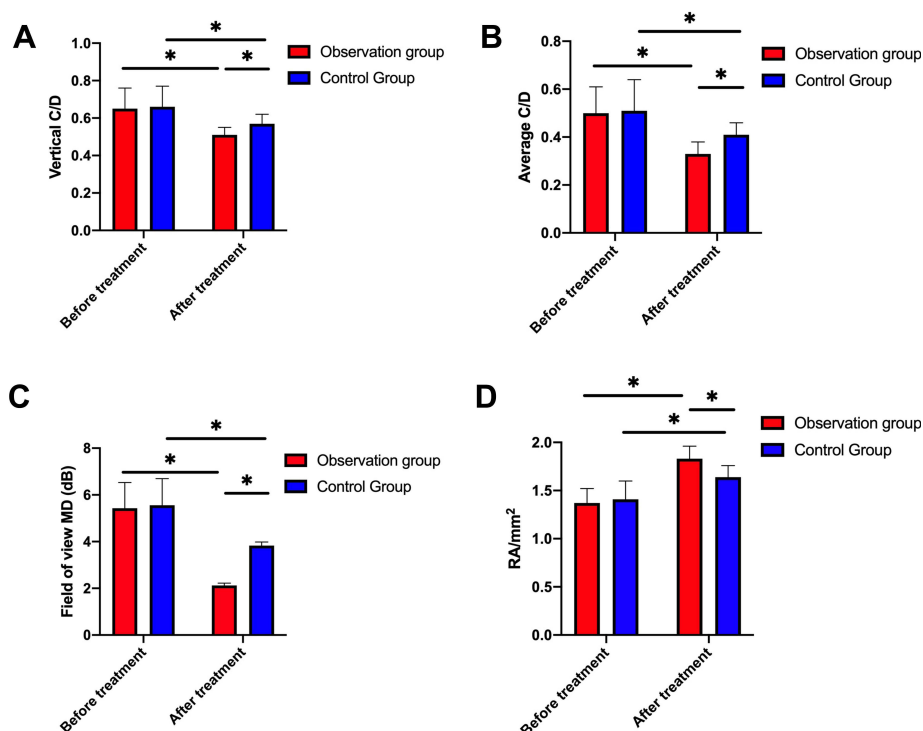 A
*
*
*
Observation group
Control Group
Vertical C/D
1.0
0.8
0.6
0.4
0.2
0.0
Before treatment
After treatment
B
*
*
*
Observation group
Control Group
Average C/D
0.8
0.6
0.4
0.2
0.0
Before treatment
After treatment
C
*
*
*
Observation group
Control Group
Field of view MD (dB)
8
6
4
2
0
Before treatment
After treatment
D
*
*
*
Observation group
Control Group
RA/mm²
2.0
1.5
1.0
0.5
0.0
Before treatment
After treatment